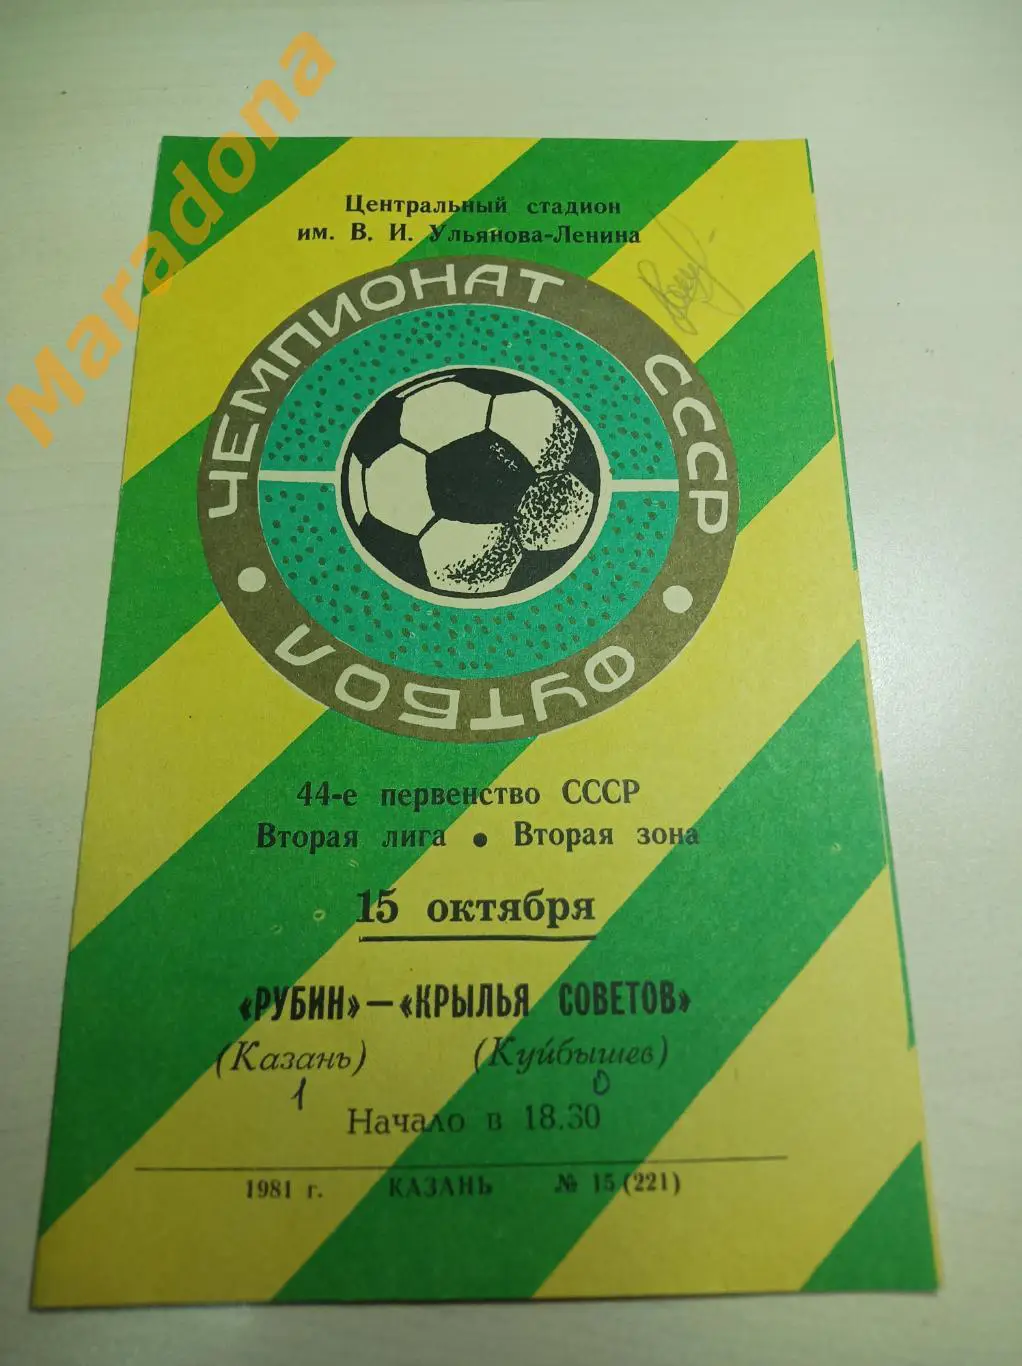 Maradona
Центральный стадион
им. В. И. Ульянова-Ленина
ЧЕМПИОНАТ СССР
ФУТБОЛ
44-е первенство СССР
Вторая лига • Вторая зона
15 октября
«РУБИН»—«КРЫЛЬЯ СОВЕТОВ»
(Казань) (Куйбышев)
1 0
Начало в 18.30
1981 г. КАЗАНЬ № 15 (221)